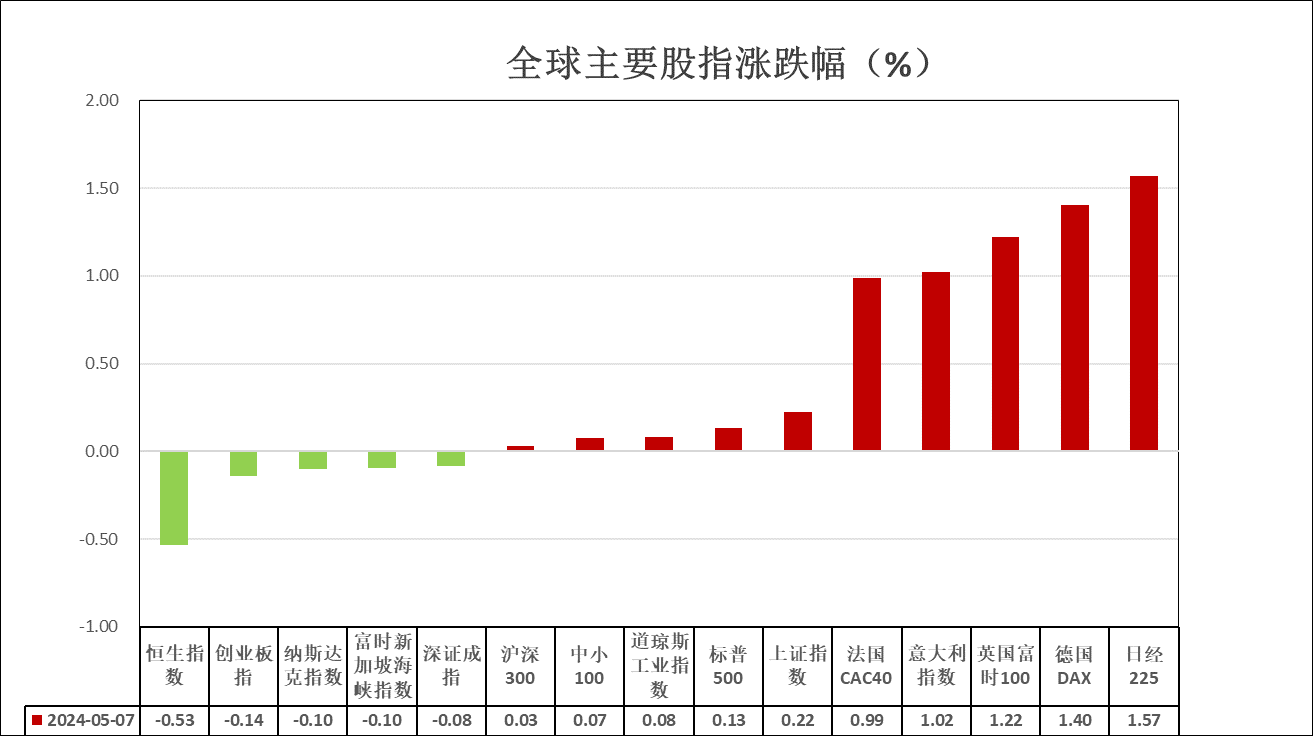 全球主要股指涨跌幅（%）
2.00
1.50
1.00
0.50
0.00
-0.50
-1.00
恒生指
数
创业板
指
纳斯达
克指数
富时新
加坡海
峡指数
深证成
指
沪深
300
中小
100
道琼斯
工业指
数
标普
500
上证指
数
法国
CAC40
意大利
指数
英国富
时100
德国
DAX
日经
225
2024-05-07 -0.53 -0.14 -0.10 -0.10 -0.08 0.03 0.07 0.08 0.13 0.22 0.99 1.02 1.22 1.40 1.57